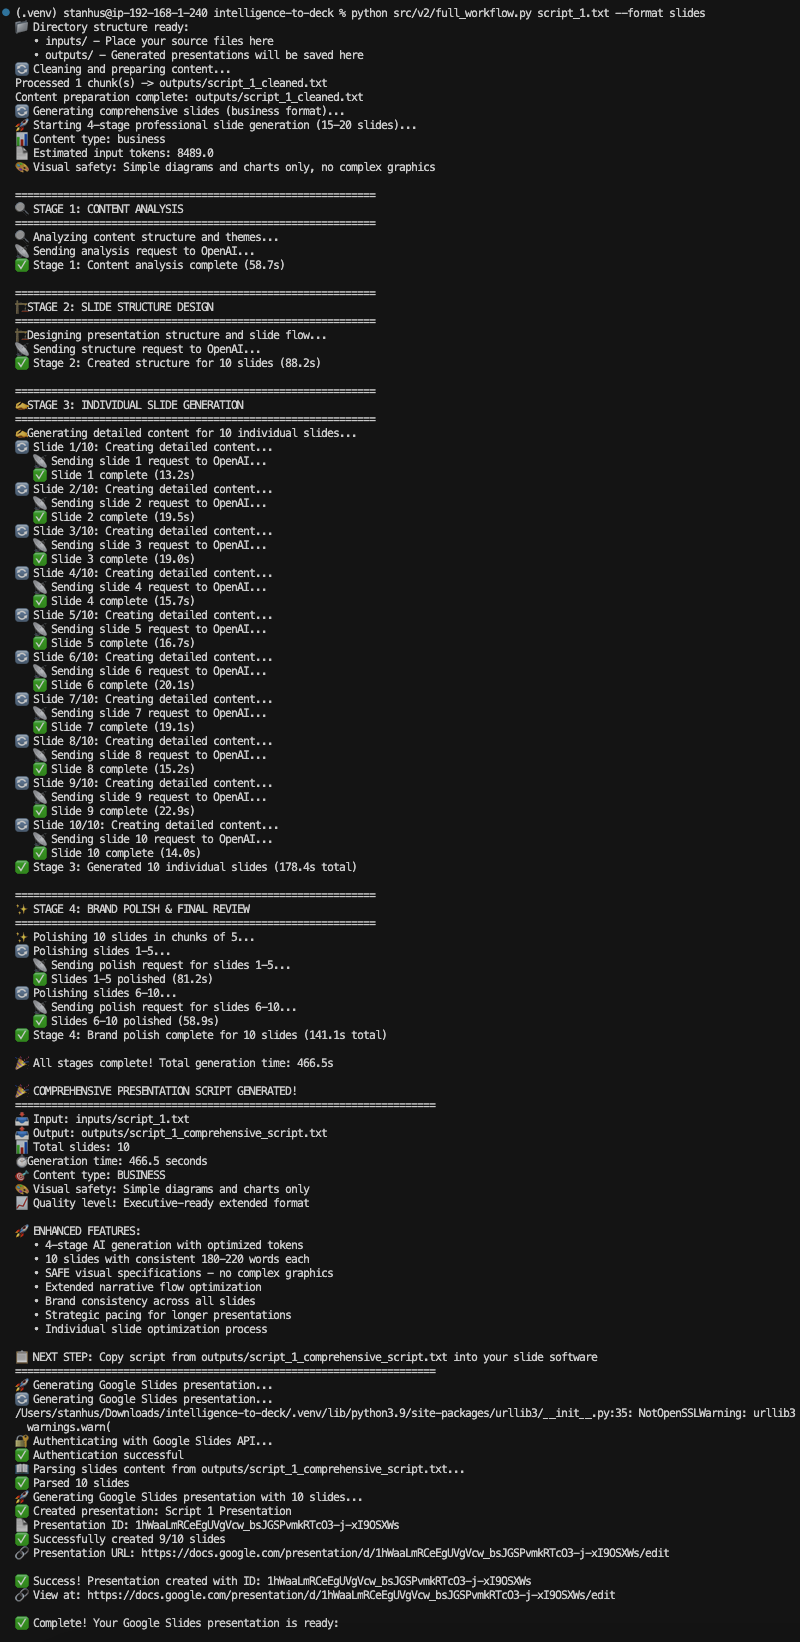 (.venv) stanhus@ip-192-168-1-240 intelligence-to-deck % python src/v2/full_workflow.py script_1.txt --format slides
📁 Directory structure ready:
• inputs/ - Place your source files here
• outputs/ - Generated presentations will be saved here
🔄 Cleaning and preparing content...
Processed 1 chunk(s) -> outputs/script_1_cleaned.txt
Content preparation complete: outputs/script_1_cleaned.txt
🔄 Generating comprehensive slides (business format)...
🚀 Starting 4-stage professional slide generation (15-20 slides)...
📊 Content type: business
📄 Estimated input tokens: 8489.0
🎨 Visual safety: Simple diagrams and charts only, no complex graphics
============================================================
🔍 STAGE 1: CONTENT ANALYSIS
============================================================
🔍 Analyzing content structure and themes...
📡 Sending analysis request to OpenAI...
✅ Stage 1: Content analysis complete (58.7s)
============================================================
🏗️STAGE 2: SLIDE STRUCTURE DESIGN
============================================================
🏗️Designing presentation structure and slide flow...
📡 Sending structure request to OpenAI...
✅ Stage 2: Created structure for 10 slides (88.2s)
============================================================
✍️STAGE 3: INDIVIDUAL SLIDE GENERATION
============================================================
✍️Generating detailed content for 10 individual slides...
🔄 Slide 1/10: Creating detailed content...
📡 Sending slide 1 request to OpenAI...
✅ Slide 1 complete (13.2s)
🔄 Slide 2/10: Creating detailed content...
📡 Sending slide 2 request to OpenAI...
✅ Slide 2 complete (19.5s)
🔄 Slide 3/10: Creating detailed content...
📡 Sending slide 3 request to OpenAI...
✅ Slide 3 complete (19.0s)
🔄 Slide 4/10: Creating detailed content...
📡 Sending slide 4 request to OpenAI...
✅ Slide 4 complete (15.7s)
🔄 Slide 5/10: Creating detailed content...
📡 Sending slide 5 request to OpenAI...
✅ Slide 5 complete (16.7s)
🔄 Slide 6/10: Creating detailed content...
📡 Sending slide 6 request to OpenAI...
✅ Slide 6 complete (20.1s)
🔄 Slide 7/10: Creating detailed content...
📡 Sending slide 7 request to OpenAI...
✅ Slide 7 complete (19.1s)
🔄 Slide 8/10: Creating detailed content...
📡 Sending slide 8 request to OpenAI...
✅ Slide 8 complete (15.2s)
🔄 Slide 9/10: Creating detailed content...
📡 Sending slide 9 request to OpenAI...
✅ Slide 9 complete (22.9s)
🔄 Slide 10/10: Creating detailed content...
📡 Sending slide 10 request to OpenAI...
✅ Slide 10 complete (14.0s)
✅ Stage 3: Generated 10 individual slides (178.4s total)
============================================================
✨ STAGE 4: BRAND POLISH & FINAL REVIEW
============================================================
✨ Polishing 10 slides in chunks of 5...
🔄 Polishing slides 1-5...
📡 Sending polish request for slides 1-5...
✅ Slides 1-5 polished (81.2s)
🔄 Polishing slides 6-10...
📡 Sending polish request for slides 6-10...
✅ Slides 6-10 polished (58.9s)
✅ Stage 4: Brand polish complete for 10 slides (141.1s total)
🎉 All stages complete! Total generation time: 466.5s
🎉 COMPREHENSIVE PRESENTATION SCRIPT GENERATED!
======================================================================
📥 Input: inputs/script_1.txt
📤 Output: outputs/script_1_comprehensive_script.txt
📊 Total slides: 10
⏱️Generation time: 466.5 seconds
🎯 Content type: BUSINESS
🎨 Visual safety: Simple diagrams and charts only
📈 Quality level: Executive-ready extended format
🚀 ENHANCED FEATURES:
• 4-stage AI generation with optimized tokens
• 10 slides with consistent 180-220 words each
• SAFE visual specifications - no complex graphics
• Extended narrative flow optimization
• Brand consistency across all slides
• Strategic pacing for longer presentations
• Individual slide optimization process
📋 NEXT STEP: Copy script from outputs/script_1_comprehensive_script.txt into your slide software
======================================================================
🚀 Generating Google Slides presentation...
🔄 Generating Google Slides presentation...
/Users/stanhus/Downloads/intelligence-to-deck/.venv/lib/python3.9/site-packages/urllib3/__init__.py:35: NotOpenSSLWarning: urllib3
warnings.warn(
🔐 Authenticating with Google Slides API...
✅ Authentication successful
📖 Parsing slides content from outputs/script_1_comprehensive_script.txt...
✅ Parsed 10 slides
🚀 Generating Google Slides presentation with 10 slides...
✅ Created presentation: Script 1 Presentation
📄 Presentation ID: 1hWaaLmRCeEgUVgVcw_bsJGSPvmkRTcO3-j-xI9OSXWs
✅ Successfully created 9/10 slides
🔗 Presentation URL: https://docs.google.com/presentation/d/1hWaaLmRCeEgUVgVcw_bsJGSPvmkRTcO3-j-xI9OSXWs/edit
✅ Success! Presentation created with ID: 1hWaaLmRCeEgUVgVcw_bsJGSPvmkRTcO3-j-xI9OSXWs
🔗 View at: https://docs.google.com/presentation/d/1hWaaLmRCeEgUVgVcw_bsJGSPvmkRTcO3-j-xI9OSXWs/edit
✅ Complete! Your Google Slides presentation is ready: